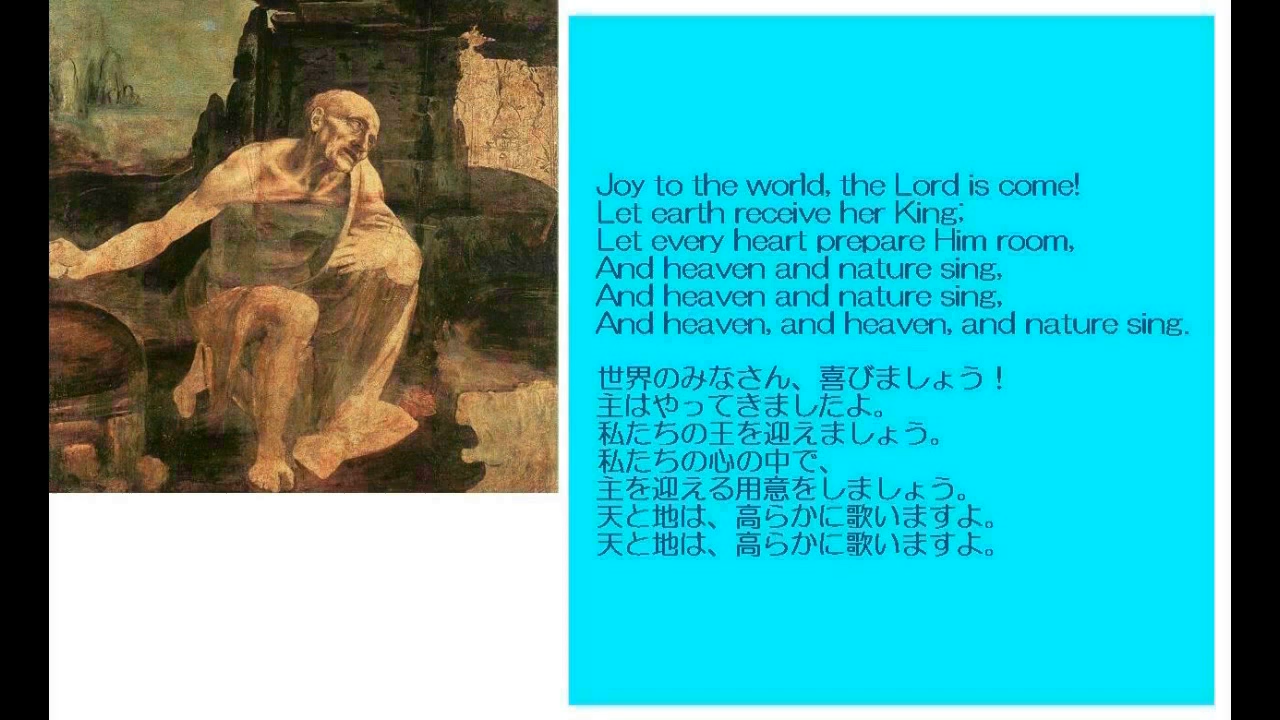 Joy to the world, the Lord is come!
Let earth receive her King;
Let every heart prepare Him room,
And heaven and nature sing,
And heaven and nature sing,
And heaven, and heaven, and nature sing.
世界のみなさん、喜びましょう！
主はやってきましたよ。
私たちの王を迎えましょう。
私たちの心の中で、
主を迎える用意をしましょう。
天と地は、高らかに歌いますよ。
天と地は、高らかに歌いますよ。